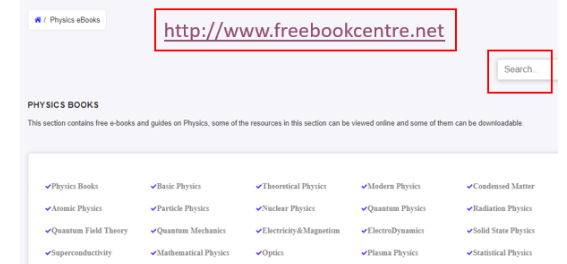 / Physics eBooks
http://www.freebookcentre.net
Search..
PHYSICS BOOKS
This section contains free e-books and guides on Physics, some of the resources in this section can be viewed online and some of them can be downloadable.
Physics Books Basic Physics Theoretical Physics Modern Physics Condensed Matter
Atomic Physics Particle Physics Nuclear Physics Quantum Physics Radiation Physics
Quantum Field Theory Quantum Mechanics Electricity&Magnetism ElectroDynamics Solid State Physics
Superconductivity Mathematical Physics Optics Plasma Physics Statistical Physics